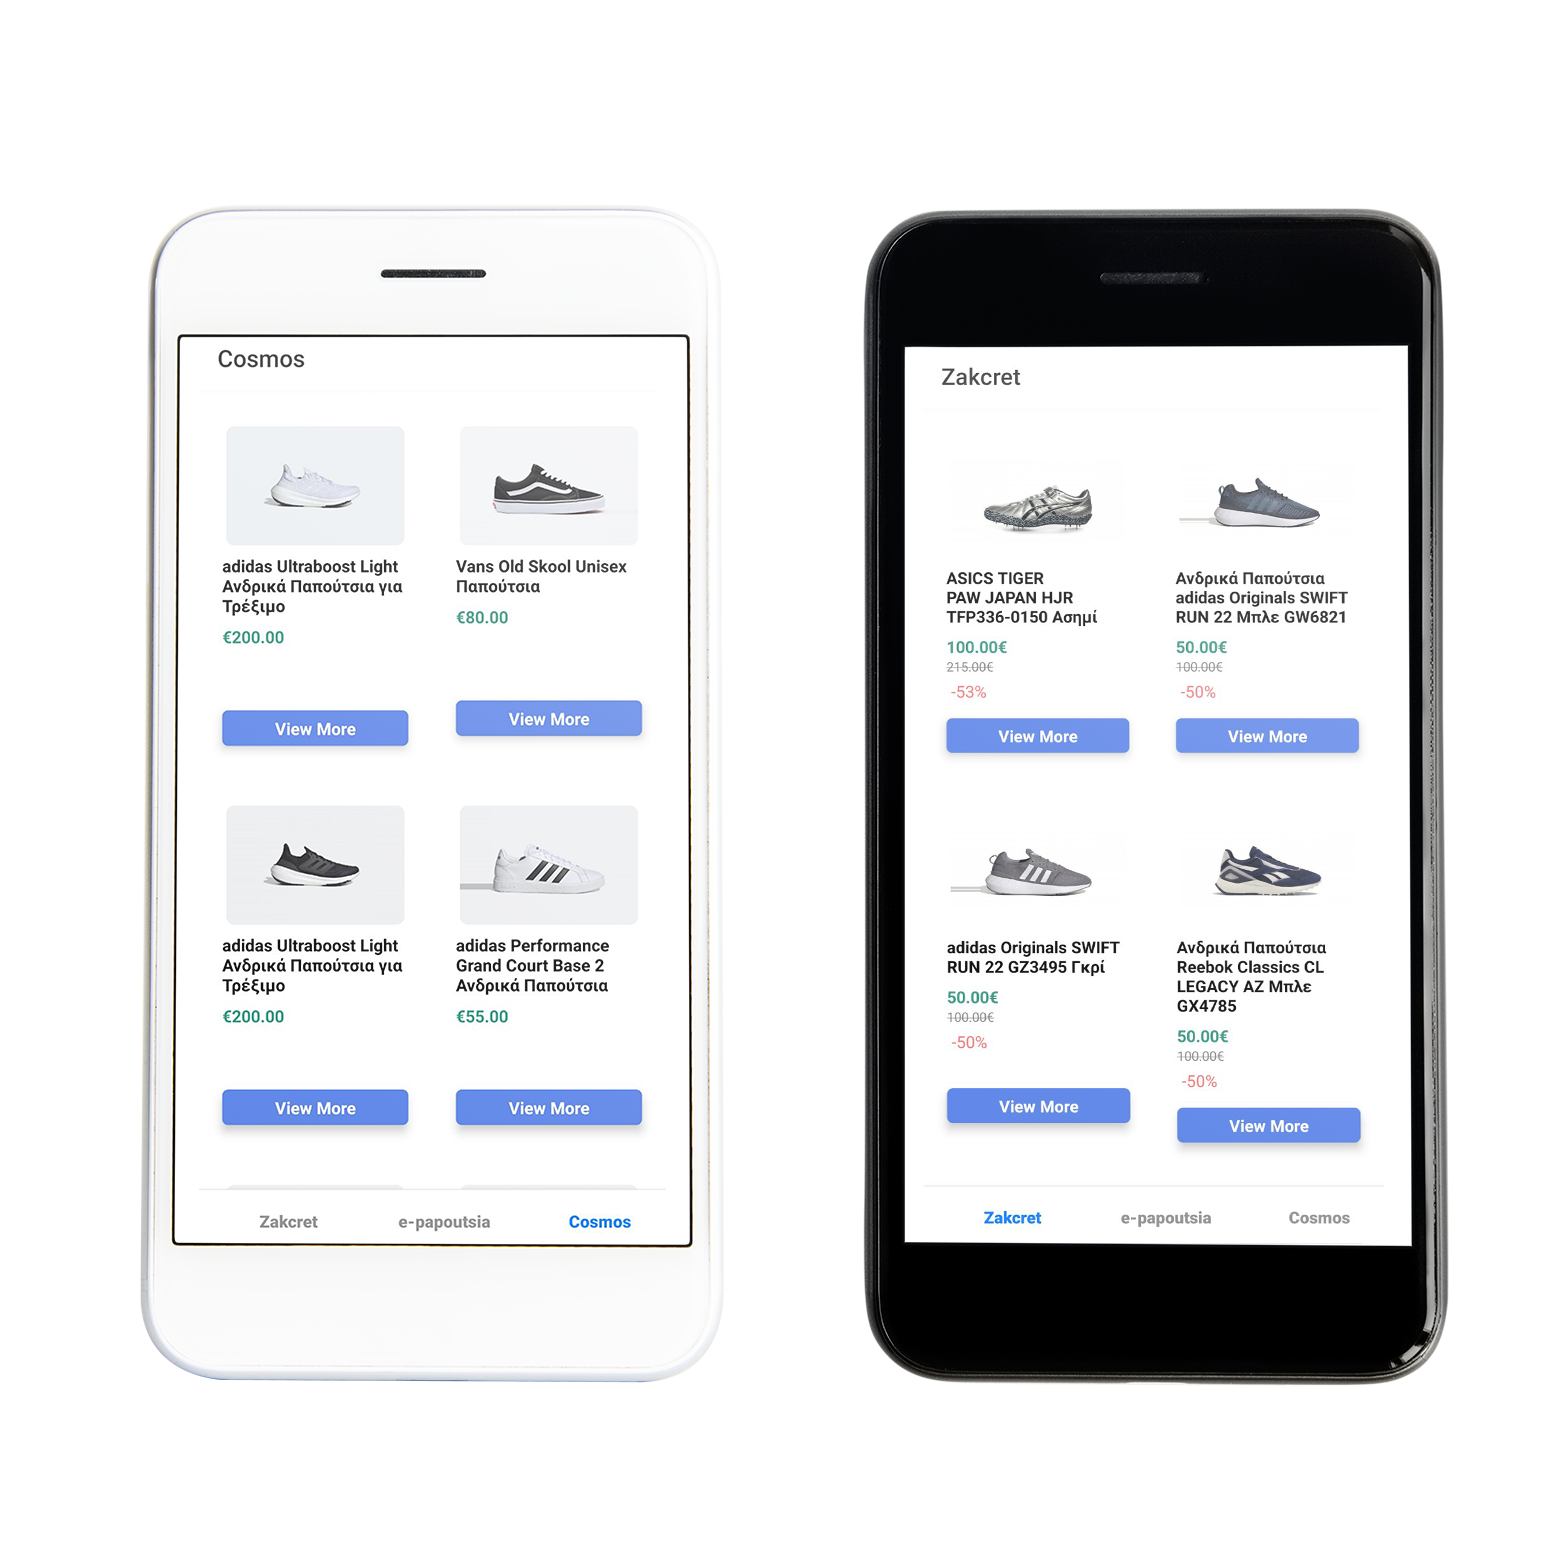 Cosmos
adidas Ultraboost Light
Ανδρικά Παπούτσια για
Τρέξιμο
€200.00
View More
Vans Old Skool Unisex
Παπούτσια
€80.00
View More
adidas Ultraboost Light
Ανδρικά Παπούτσια για
Τρέξιμο
€200.00
View More
adidas Performance
Grand Court Base 2
Ανδρικά Παπούτσια
€55.00
View More
Zakcret
e-papoutsia
Cosmos
Zakcret
ASICS TIGER
PAW JAPAN HJR
TFP336-0150 Ασημί
100.00€
215.00€
-53%
View More
Ανδρικά Παπούτσια
adidas Originals SWIFT
RUN 22 Μπλε GW6821
50.00€
100.00€
-50%
View More
adidas Originals SWIFT
RUN 22 GZ3495 Γκρί
50.00€
100.00€
-50%
View More
Ανδρικά Παπούτσια
Reebok Classics CL
LEGACY AZ Μπλε
GX4785
50.00€
100.00€
-50%
View More
Zakcret
e-papoutsia
Cosmos